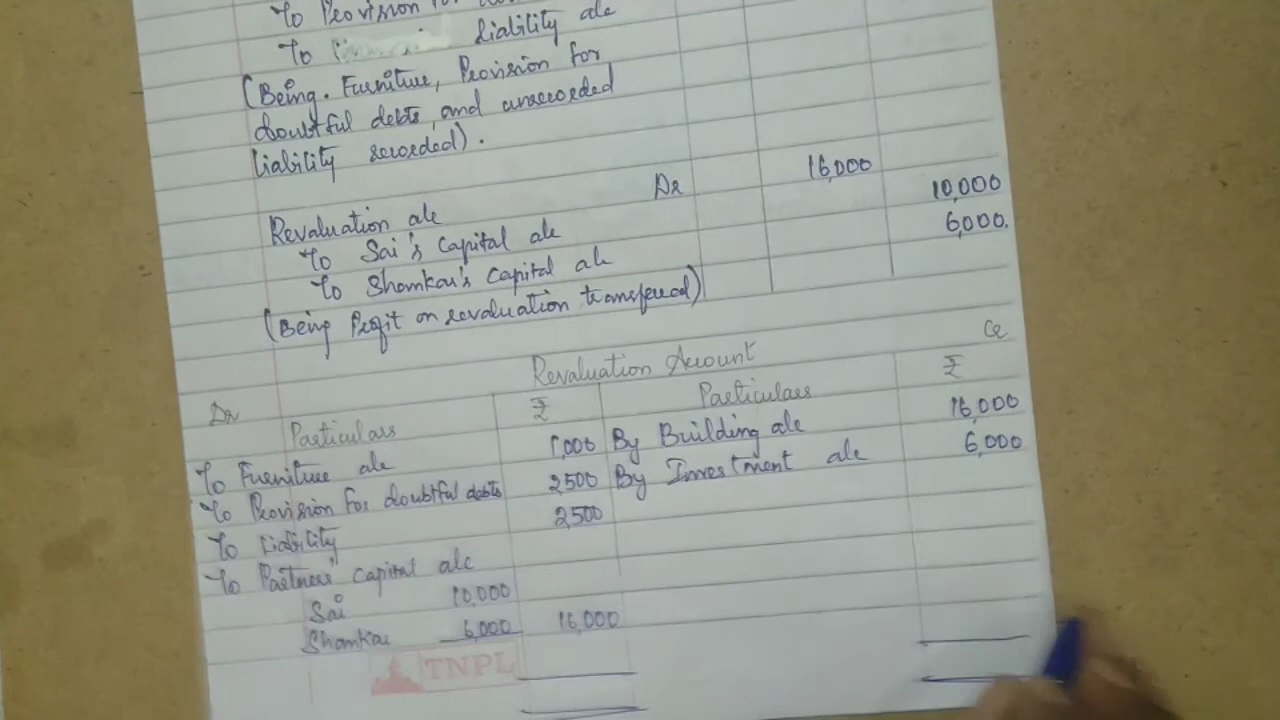 To Provision for
To liability a/c
(Being. Furniture, Provision for
doubtful debts, and unrecorded
liability recorded).
Revaluation a/c Dr 16,000
To Sai's Capital a/c 10,000
To Shankar's Capital a/c 6,000.
(Being Profit on revaluation transferred)
Revaluation Account
Dr Cr
Particulars ₹ Particulars ₹
To Furniture a/c 1,000 By Building a/c 16,000
To Provision for doubtful debts 2500 By Investment a/c 6,000
To Liability 2,500
To Partners' Capital a/c
Sai 10,000
Shankar 6,000 16,000
TNPL